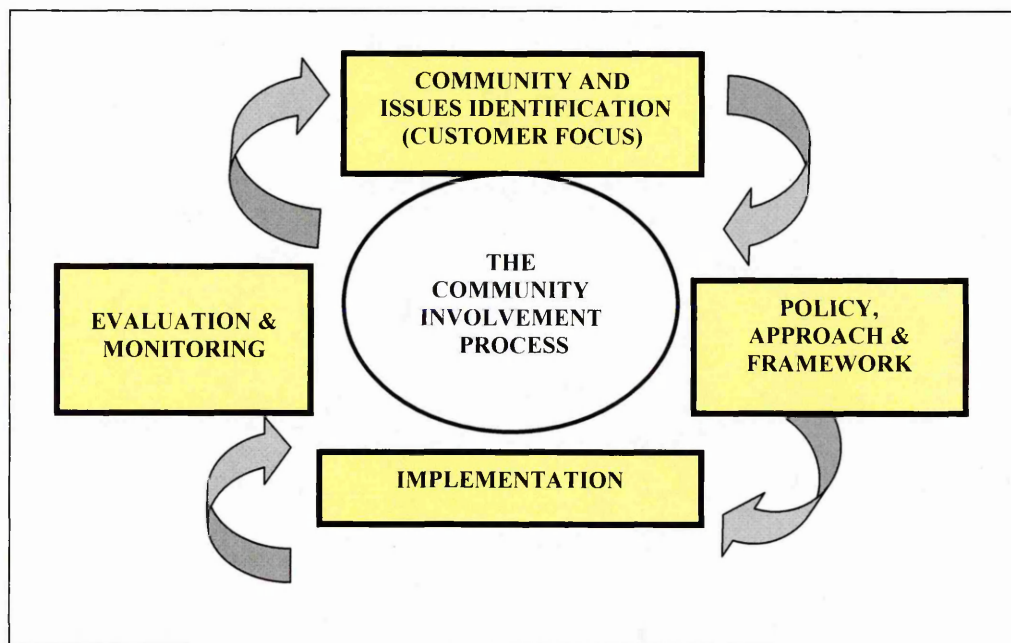 COMMUNITY AND
ISSUES IDENTIFICATION
(CUSTOMER FOCUS)
THE
COMMUNITY
INVOLVEMENT
PROCESS
EVALUATION &
MONITORING
POLICY,
APPROACH &
FRAMEWORK
IMPLEMENTATION